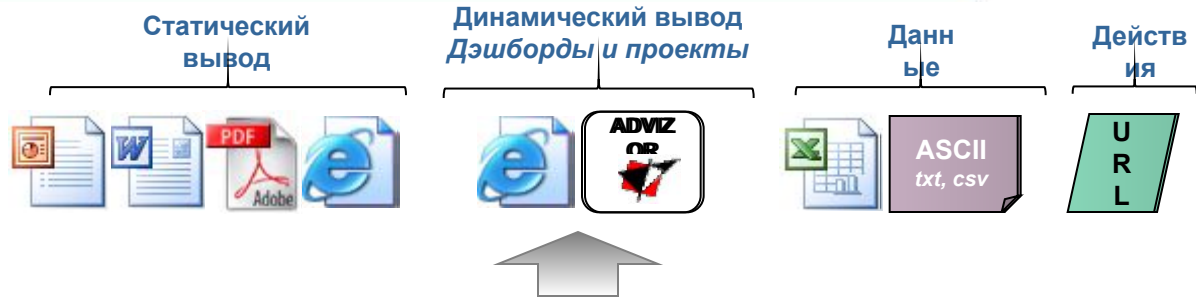 Статический
вывод
Динамический вывод
Дэшборды и проекты
Данн
ые
Действ
ия
W
PDF
Adobe
ADVIZ
OR
X
ASCII
txt, csv
U
R
L